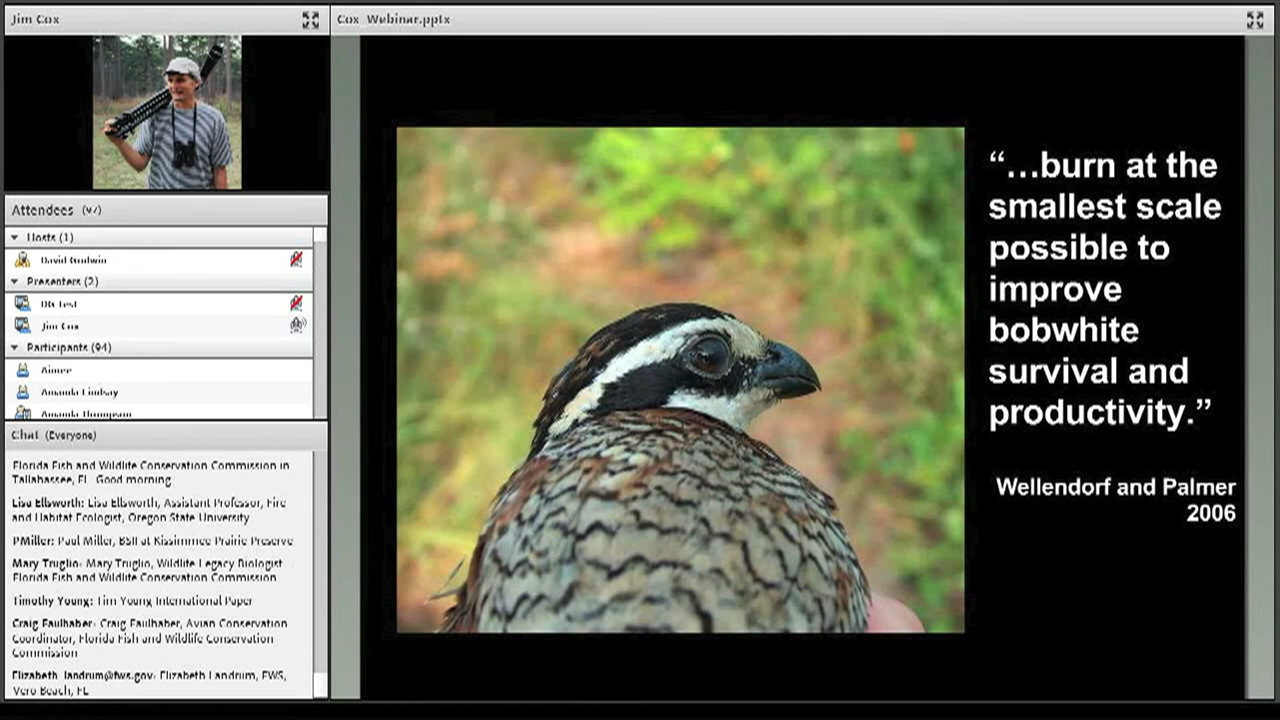 Jim Cox
Cox_Webinar.pptx
Attendees (97)
Hosts (1)
David Godwin
Presenters (2)
DG Test
Jim Cox
Participants (94)
Aimee
Amanda Lindsay
Amanda Thompson
Chat (Everyone)
Florida Fish and Wildlife Conservation Commission in
Tallahassee, FL Good morning
Lisa Ellsworth: Lisa Ellsworth, Assistant Professor, Fire
and Habitat Ecologist, Oregon State University
PMiller: Paul Miller, BSII at Kissimmee Prairie Preserve
Mary Truglio: Mary Truglio, Wildlife Legacy Biologist
Florida Fish and Wildlife Conservation Commission
Timothy Young: Tim Young International Paper
Craig Faulhaber: Craig Faulhaber, Avian Conservation
Coordinator, Florida Fish and Wildlife Conservation
Commission
Elizabeth_landrum@fws.gov: Elizabeth Landrum, FWS,
Vero Beach, FL
“…burn at the
smallest scale
possible to
improve
bobwhite
survival and
productivity.”
Wellendorf and Palmer
2006